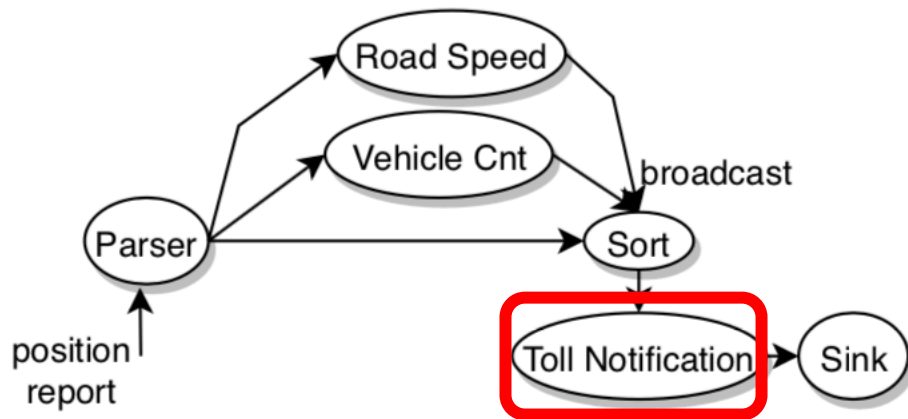 Road Speed
Vehicle Cnt
broadcast
Parser
Sort
position
report
Toll Notification
Sink